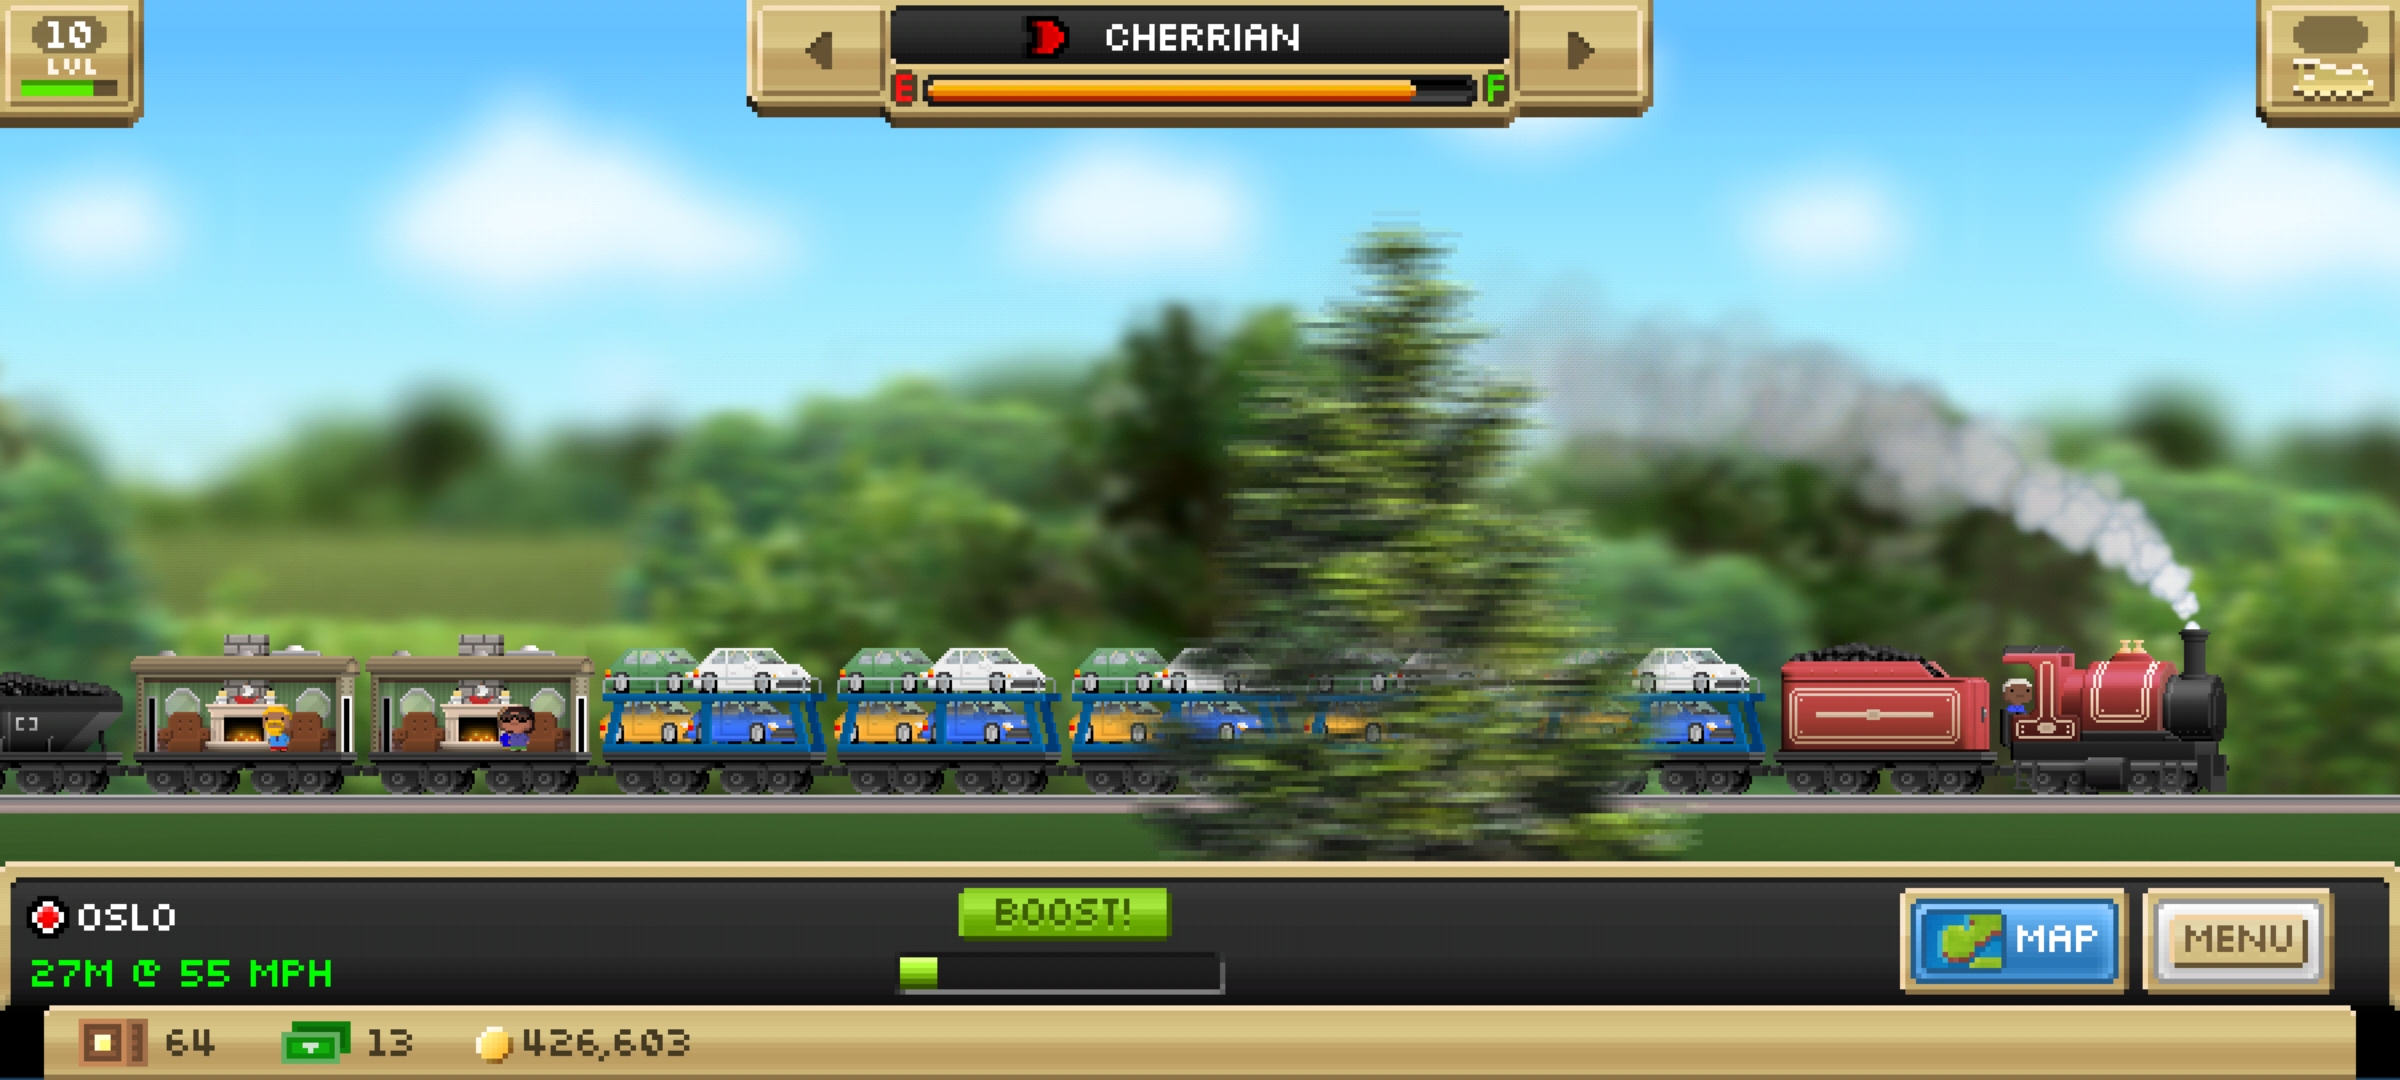 10
LVL
CHERRIAN
E F
OSLO
27M @ 55 MPH
BOOST!
MAP
MENU
64
13
426,603